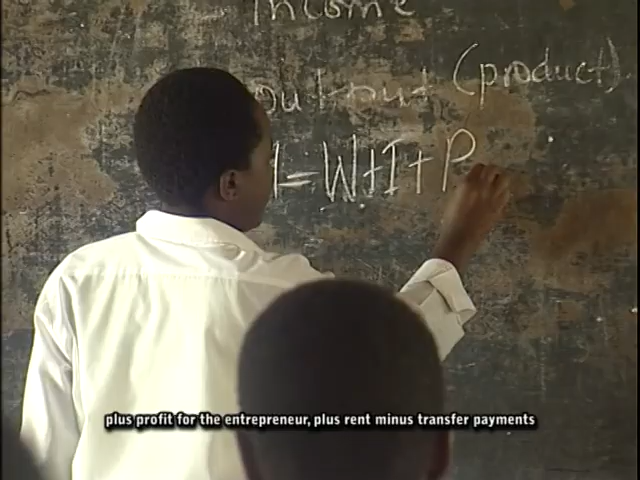 Income
output (product)
= W+I+P
plus profit for the entrepreneur, plus rent minus transfer payments